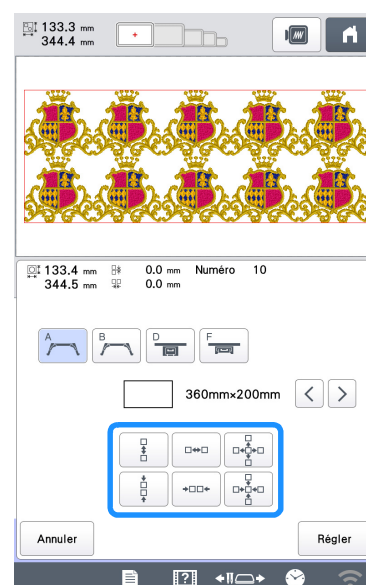 133.3 mm
344.4 mm
133.4 mm 0.0 mm Numéro 10
344.5 mm 0.0 mm
A B D F
360mm×200mm
Annuler Régler